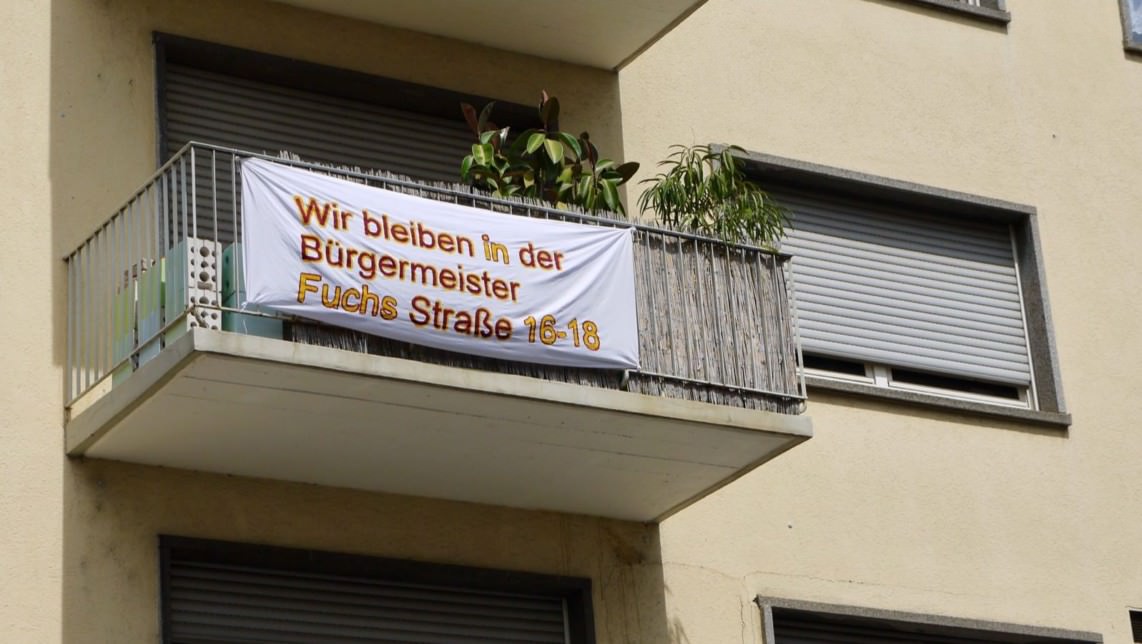 Wir bleiben in der
Bürgermeister
Fuchs Straße 16-18